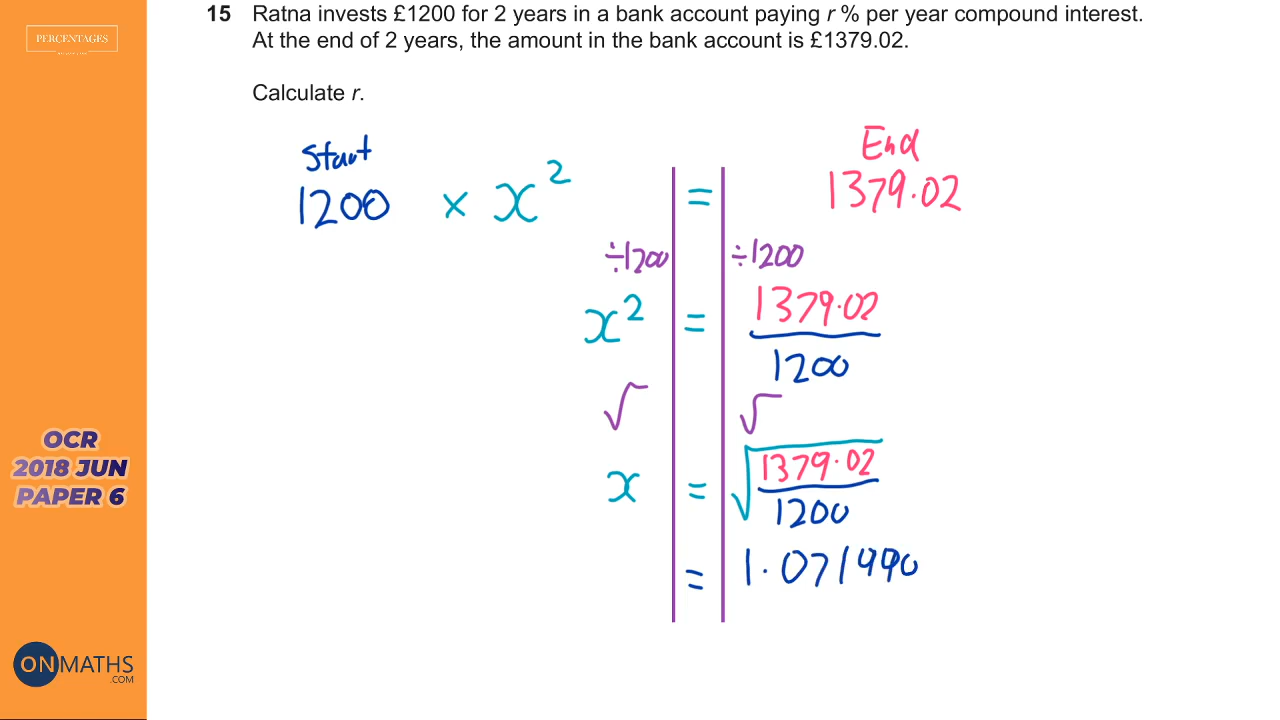 PERCENTAGES
15 Ratna invests £1200 for 2 years in a bank account paying r % per year compound interest.
At the end of 2 years, the amount in the bank account is £1379.02.
Calculate r.
Start End
1200 × x² = 1379.02
÷1200 ÷1200
x² = 1379.02
1200
√ √
x = √1379.02
1200
= 1.071990
OCR
2018 JUN
PAPER 6
ONMATHS
.COM